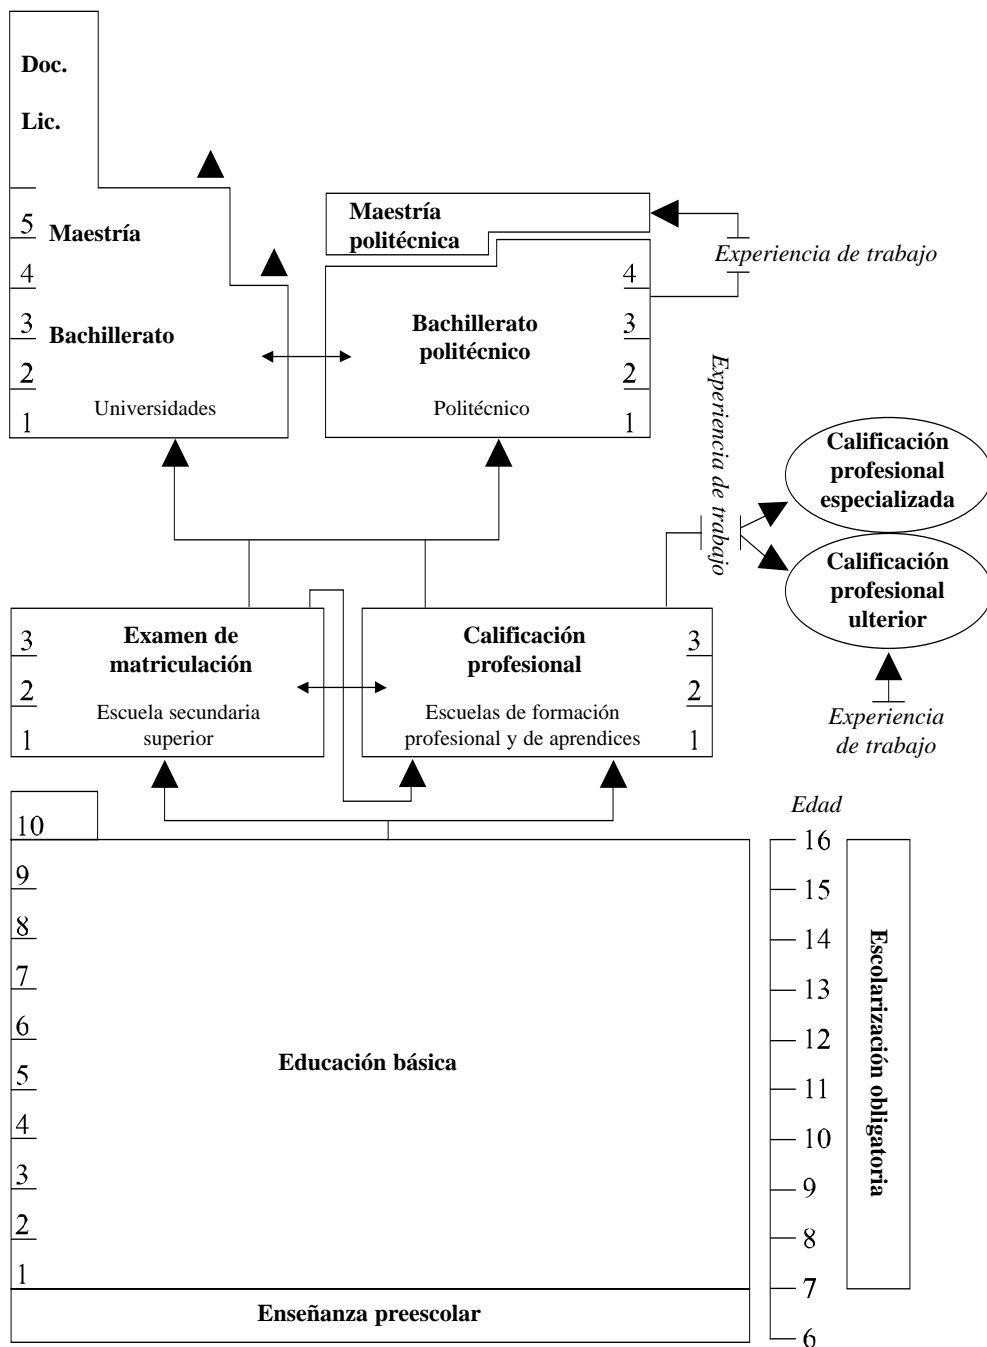 Doc.
Lic.
5
Maestría
4
3
Bachillerato
2
Universidades
1
Maestría
politécnica
Experiencia de trabajo
4
Bachillerato
politécnico
3
2
Politécnico
1
Experiencia de trabajo
Calificación
profesional
especializada
Calificación
profesional
ulterior
Experiencia
de trabajo
3
Examen de
matriculación
2
Escuela secundaria
superior
1
Calificación
profesional
3
2
Escuelas de formación
profesional y de aprendices
1
10
9
8
7
6
5
4
3
2
1
Educación básica
Enseñanza preescolar
Edad
16
15
14
13
12
11
10
9
8
7
6
Escolarización obligatoria